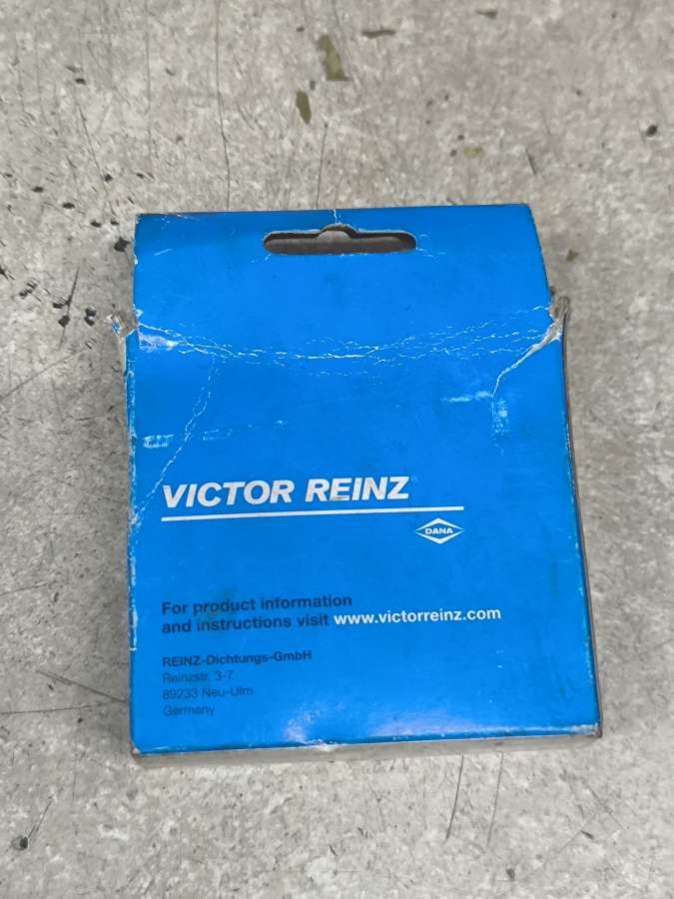 VICTOR REINZ
DANA
For product information
and instructions visit www.victorreinz.com
REINZ-Dichtungs-GmbH
Reinzstr. 3-7
89233 Neu-Ulm
Germany